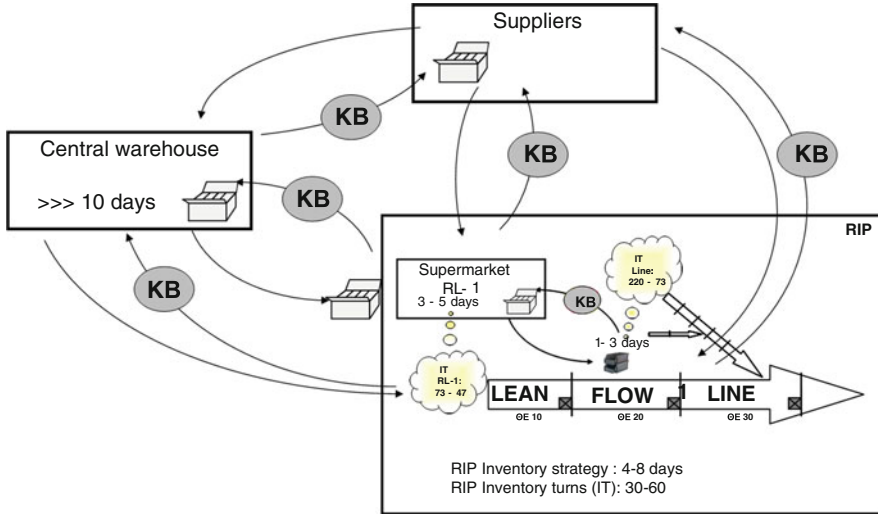 Suppliers
KB
KB
KB
Central warehouse
>>> 10 days
KB
KB
RIP
Supermarket
RL- 1
3 - 5 days
KB
IT
Line:
220 - 73
1- 3 days
IT
RL-1:
73 - 47
LEAN FLOW 1 LINE
ΘE 10 ΘE 20 ΘE 30
RIP Inventory strategy : 4-8 days
RIP Inventory turns (IT): 30-60